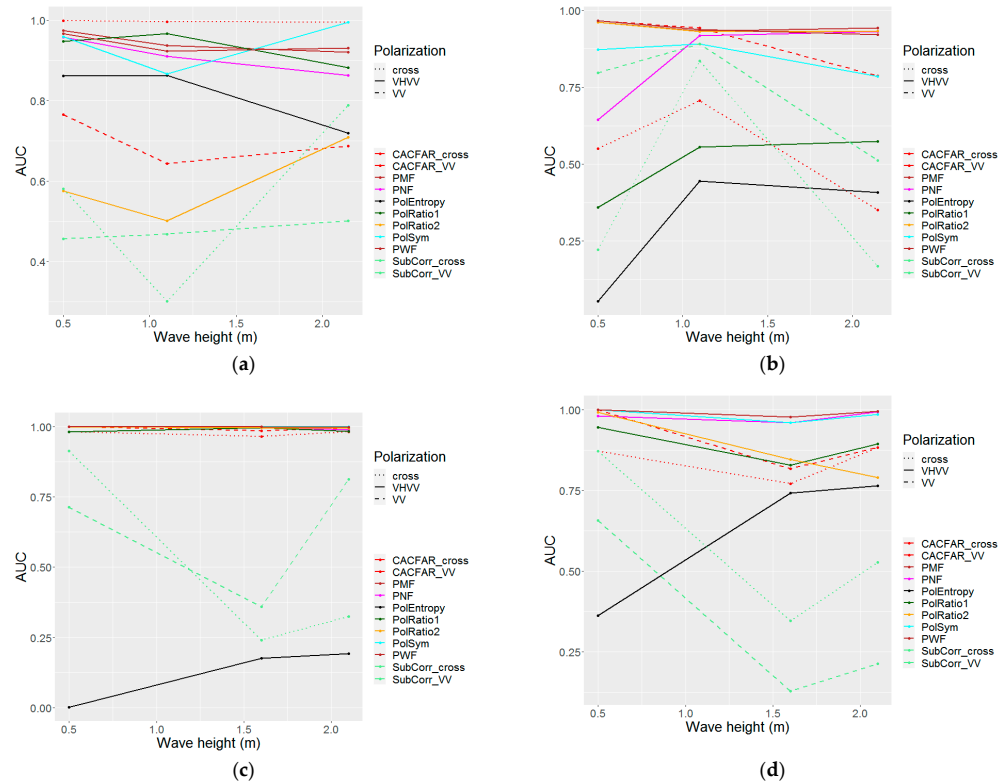 1.0
0.8
0.6
0.4
AUC
0.5
1.0
1.5
2.0
Wave height (m)
Polarization
cross
VHVV
VV
CACFAR_cross
CACFAR_VV
PMF
PNF
PolEntropy
PolRatio1
PolRatio2
PolSym
PWF
SubCorr_cross
SubCorr_VV
(a)
1.00
0.75
0.50
0.25
AUC
0.5
1.0
1.5
2.0
Wave height (m)
Polarization
cross
VHVV
VV
CACFAR_cross
CACFAR_VV
PMF
PNF
PolEntropy
PolRatio1
PolRatio2
PolSym
PWF
SubCorr_cross
SubCorr_VV
(b)
1.00
0.75
0.50
0.25
0.00
AUC
0.5
1.0
1.5
2.0
Wave height (m)
Polarization
cross
VHVV
VV
CACFAR_cross
CACFAR_VV
PMF
PNF
PolEntropy
PolRatio1
PolRatio2
PolSym
PWF
SubCorr_cross
SubCorr_VV
(c)
1.00
0.75
0.50
0.25
AUC
0.5
1.0
1.5
2.0
Wave height (m)
Polarization
cross
VHVV
VV
CACFAR_cross
CACFAR_VV
PMF
PNF
PolEntropy
PolRatio1
PolRatio2
PolSym
PWF
SubCorr_cross
SubCorr_VV
(d)